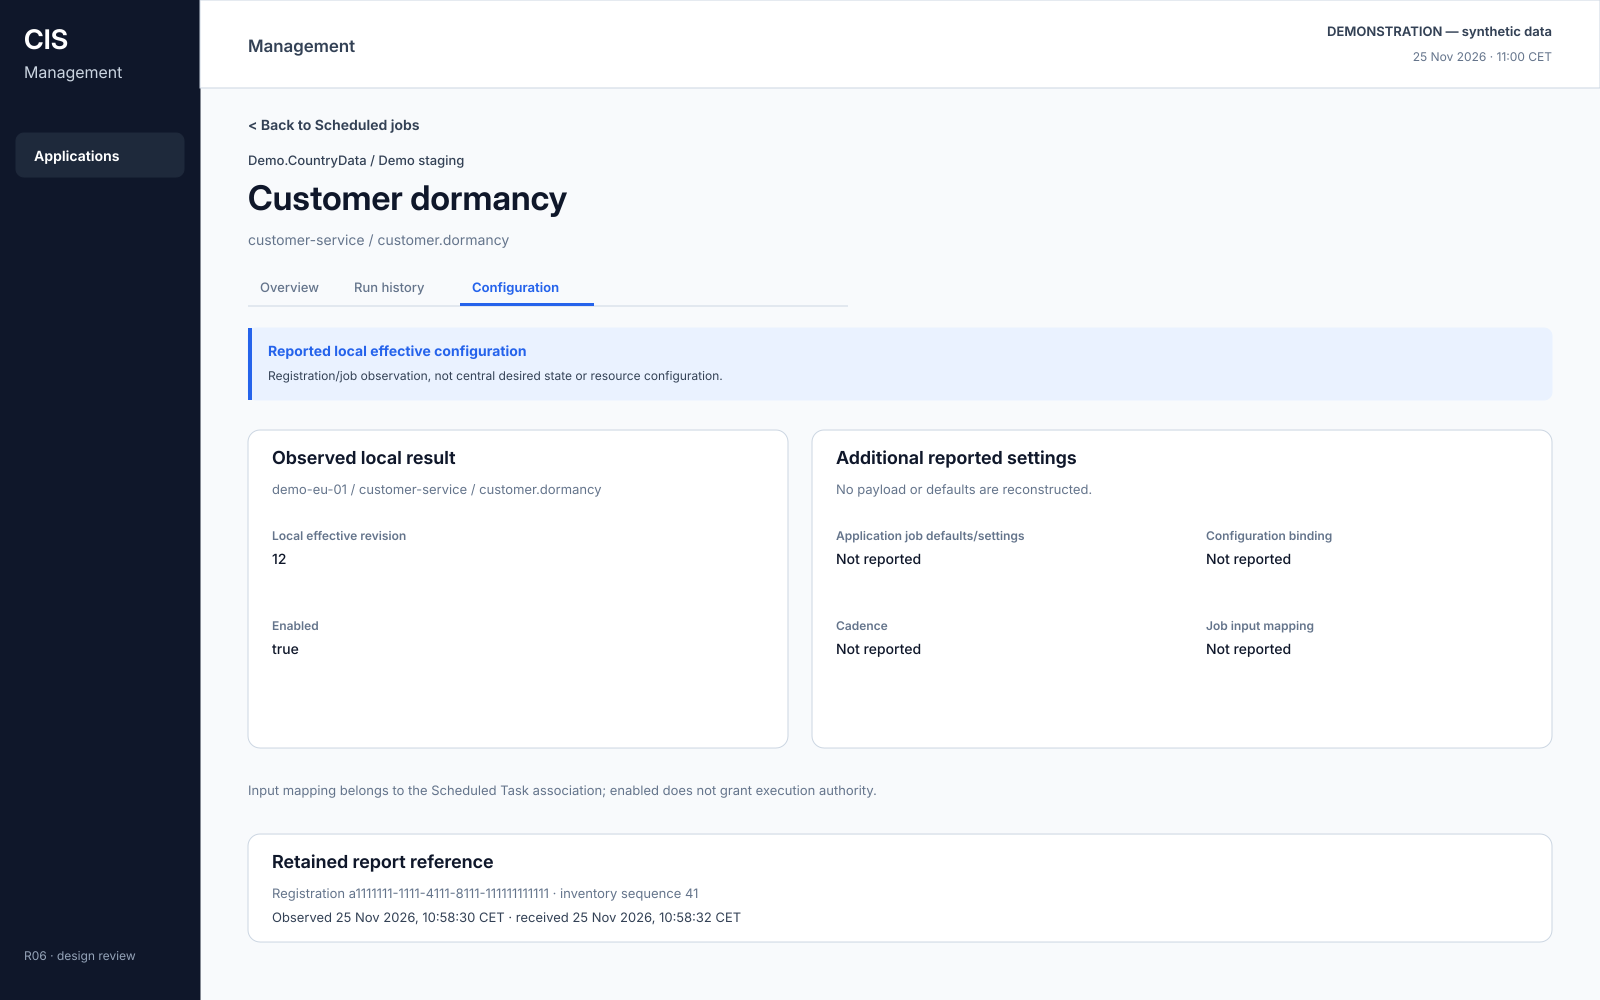 CIS
Management
Applications
R06 · design review
Management
DEMONSTRATION — synthetic data
25 Nov 2026 · 11:00 CET
< Back to Scheduled jobs
Demo.CountryData / Demo staging
Customer dormancy
customer-service / customer.dormancy
Overview Run history Configuration
Reported local effective configuration
Registration/job observation, not central desired state or resource configuration.
Observed local result
demo-eu-01 / customer-service / customer.dormancy
Local effective revision
12
Enabled
true
Additional reported settings
No payload or defaults are reconstructed.
Application job defaults/settings
Not reported
Configuration binding
Not reported
Cadence
Not reported
Job input mapping
Not reported
Input mapping belongs to the Scheduled Task association; enabled does not grant execution authority.
Retained report reference
Registration a1111111-1111-4111-8111-111111111111 · inventory sequence 41
Observed 25 Nov 2026, 10:58:30 CET · received 25 Nov 2026, 10:58:32 CET